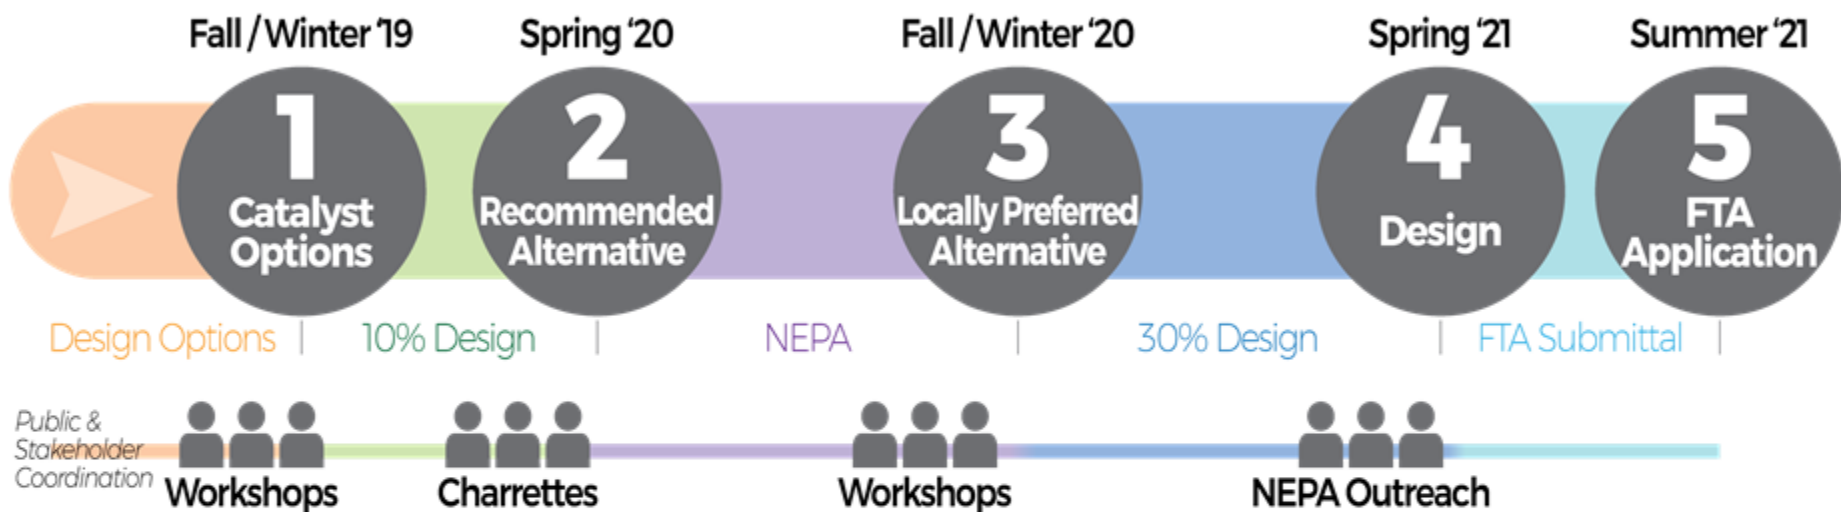 Fall / Winter ‘19
Spring ‘20
Fall / Winter ‘20
Spring ‘21
Summer ‘21
1
Catalyst
Options
2
Recommended
Alternative
3
Locally Preferred
Alternative
4
Design
5
FTA
Application
Design Options
10% Design
NEPA
30% Design
FTA Submittal
Public &
Stakeholder
Coordination
Workshops
Charrettes
Workshops
NEPA Outreach